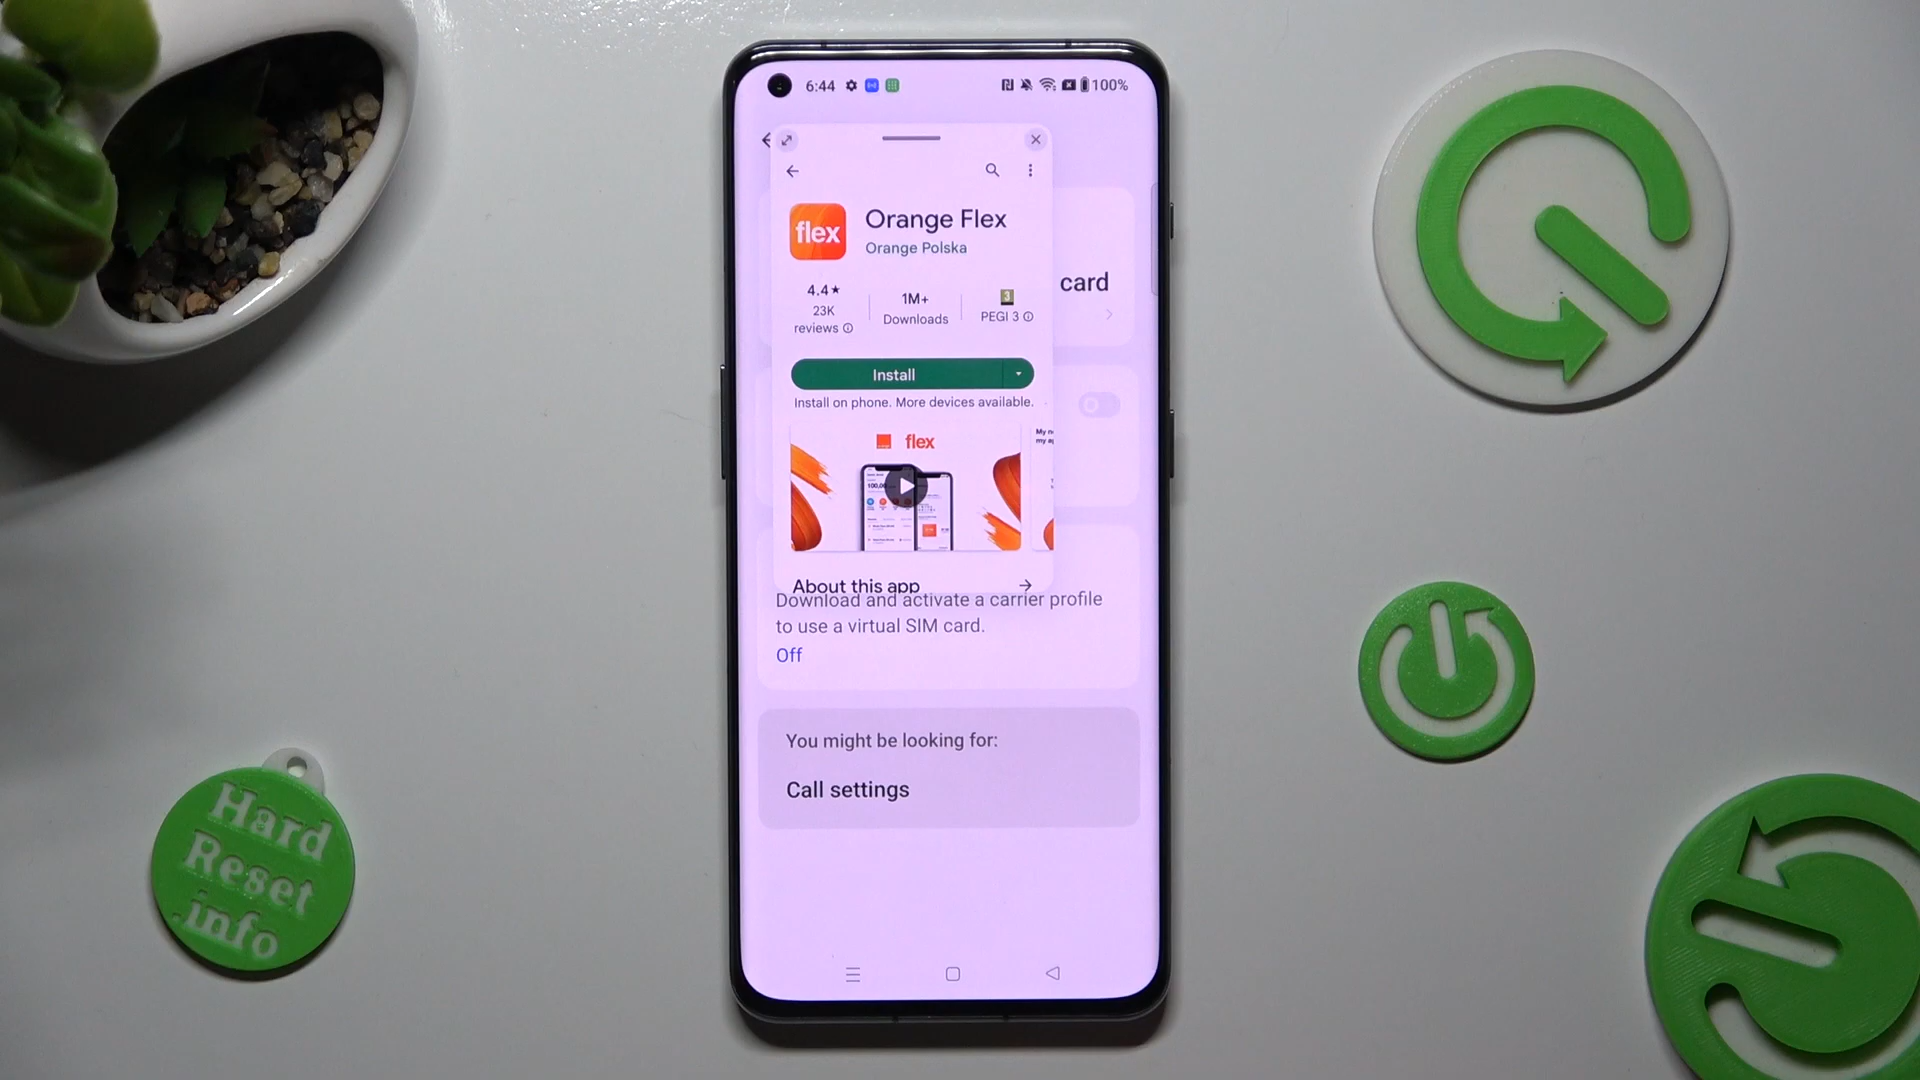 6:44
100%
flex
Orange Flex
Orange Polska
card
4.4★
23K
reviews
1M+
Downloads
3
PEGI 3
Install
Install on phone. More devices available.
flex
About this app
Download and activate a carrier profile
to use a virtual SIM card.
Off
You might be looking for:
Call settings
Hard
Reset
.info